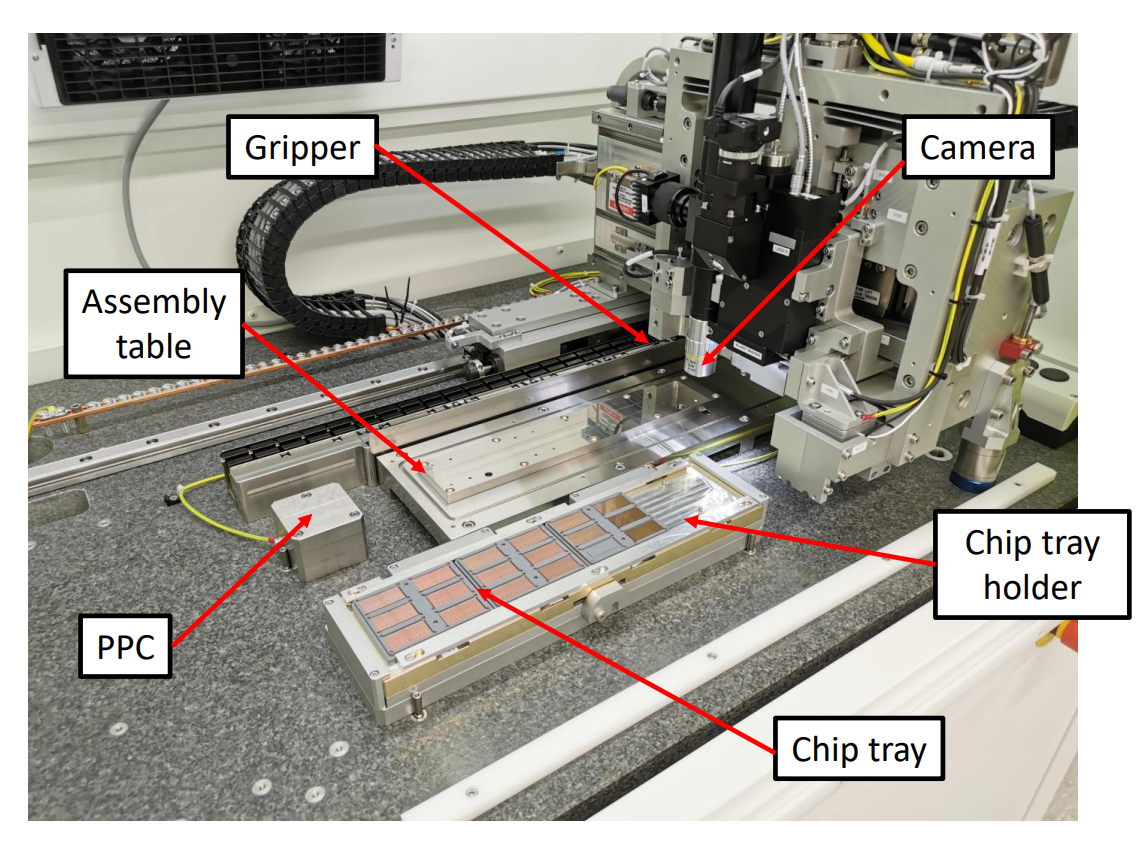 Gripper
Camera
Assembly
table
Chip tray
holder
PPC
Chip tray